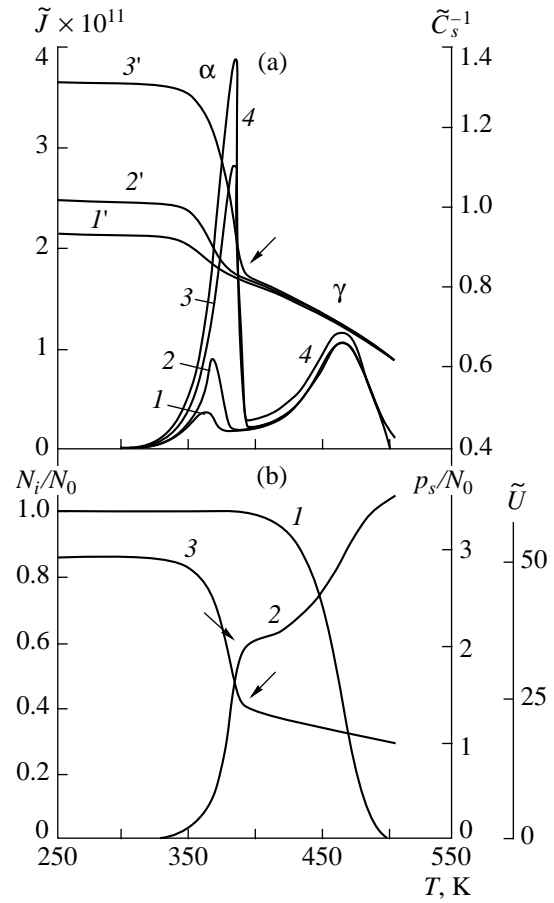 J̃ × 10¹¹ C̃ₛ⁻¹
4 3' α (a) 1.4
4
1.2
3
2' 1.0
1'
2
3 γ 0.8
1 2 4 0.6
1
0 0.4
Nᵢ/N₀ (b) pₛ/N₀ Ũ
1.0 1
3 3 50
0.8
0.6 2 2
0.4 25
1
0.2
0 0 0
250 350 450 550
T, K